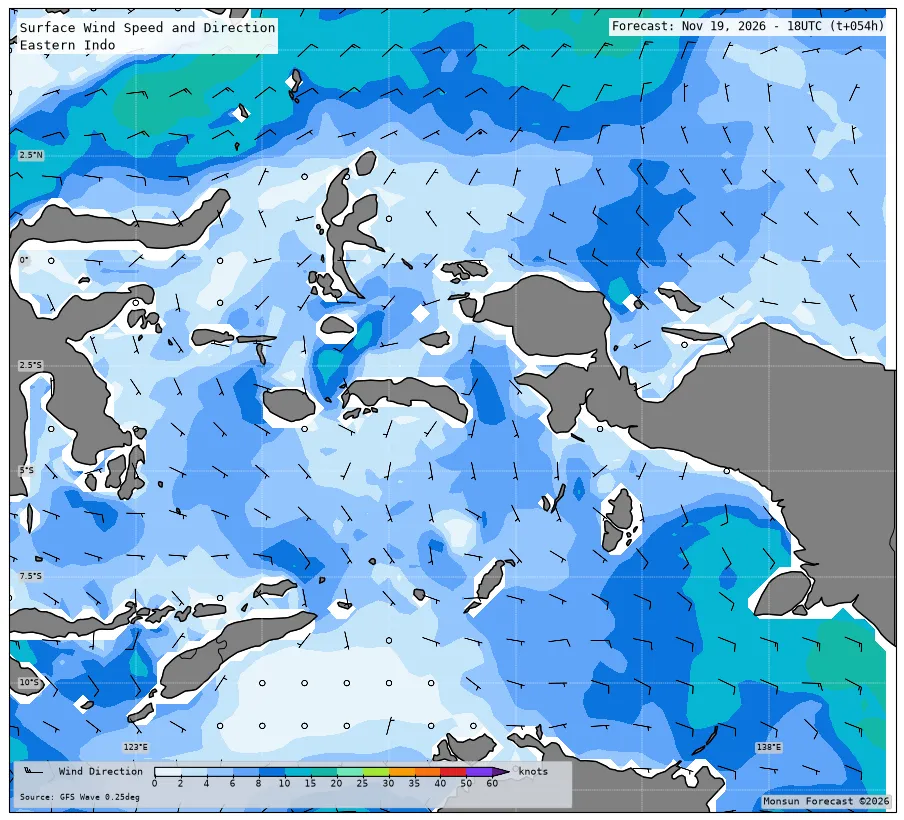 Surface Wind Speed and Direction
Eastern Indo
Forecast: Nov 19, 2026 - 18UTC (t+054h)
2.5°N
0°
2.5°S
5°S
7.5°S
10°S
123°E
138°E
Wind Direction
0 2 4 6 8 10 15 20 25 30 35 40 50 60
knots
Source: GFS Wave 0.25deg
Monsun Forecast ©2026